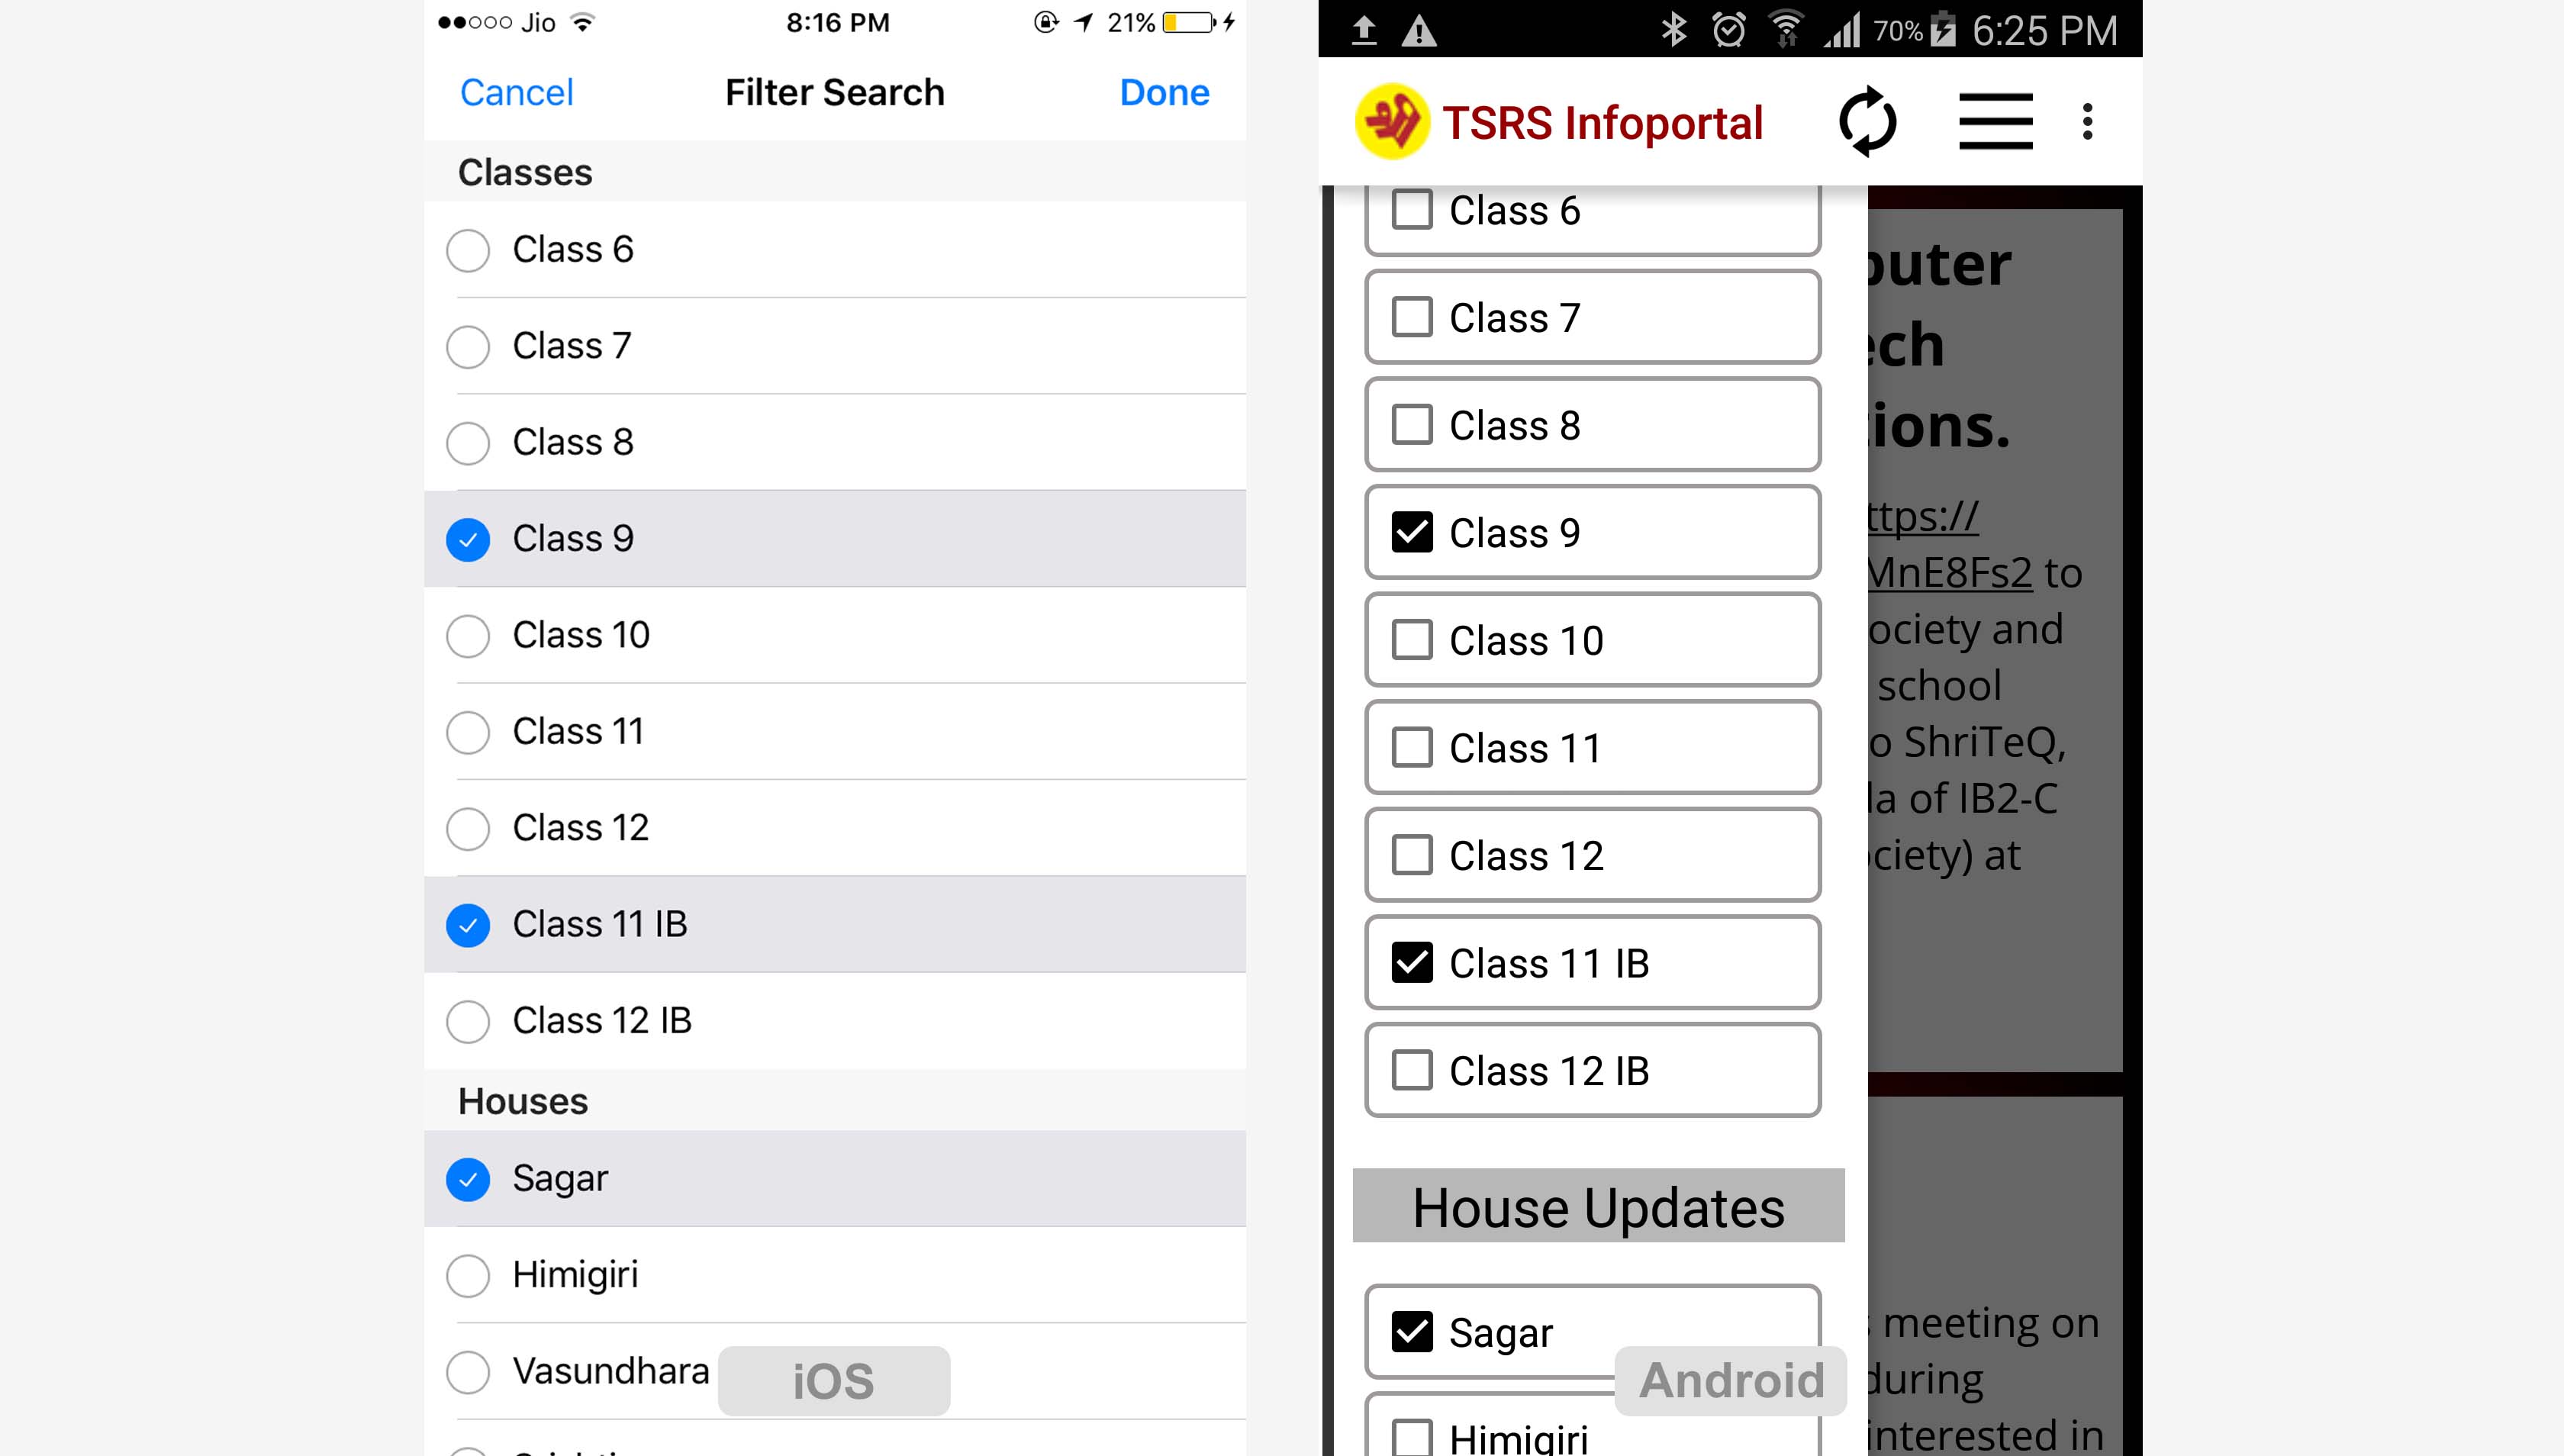 Jio 8:16 PM 21%
Cancel Filter Search Done
Classes
Class 6
Class 7
Class 8
Class 9
Class 10
Class 11
Class 12
Class 11 IB
Class 12 IB
Houses
Sagar
Himigiri
Vasundhara
iOS
70% 6:25 PM
TSRS Infoportal
Class 6
Class 7
Class 8
Class 9
Class 10
Class 11
Class 12
Class 11 IB
Class 12 IB
House Updates
Sagar
Himigiri
Android
puter
ech
tions.
ttps://
MnE8Fs2 to
ociety and
school
o ShriTeQ,
la of IB2-C
ciety) at
meeting on
during
interested in